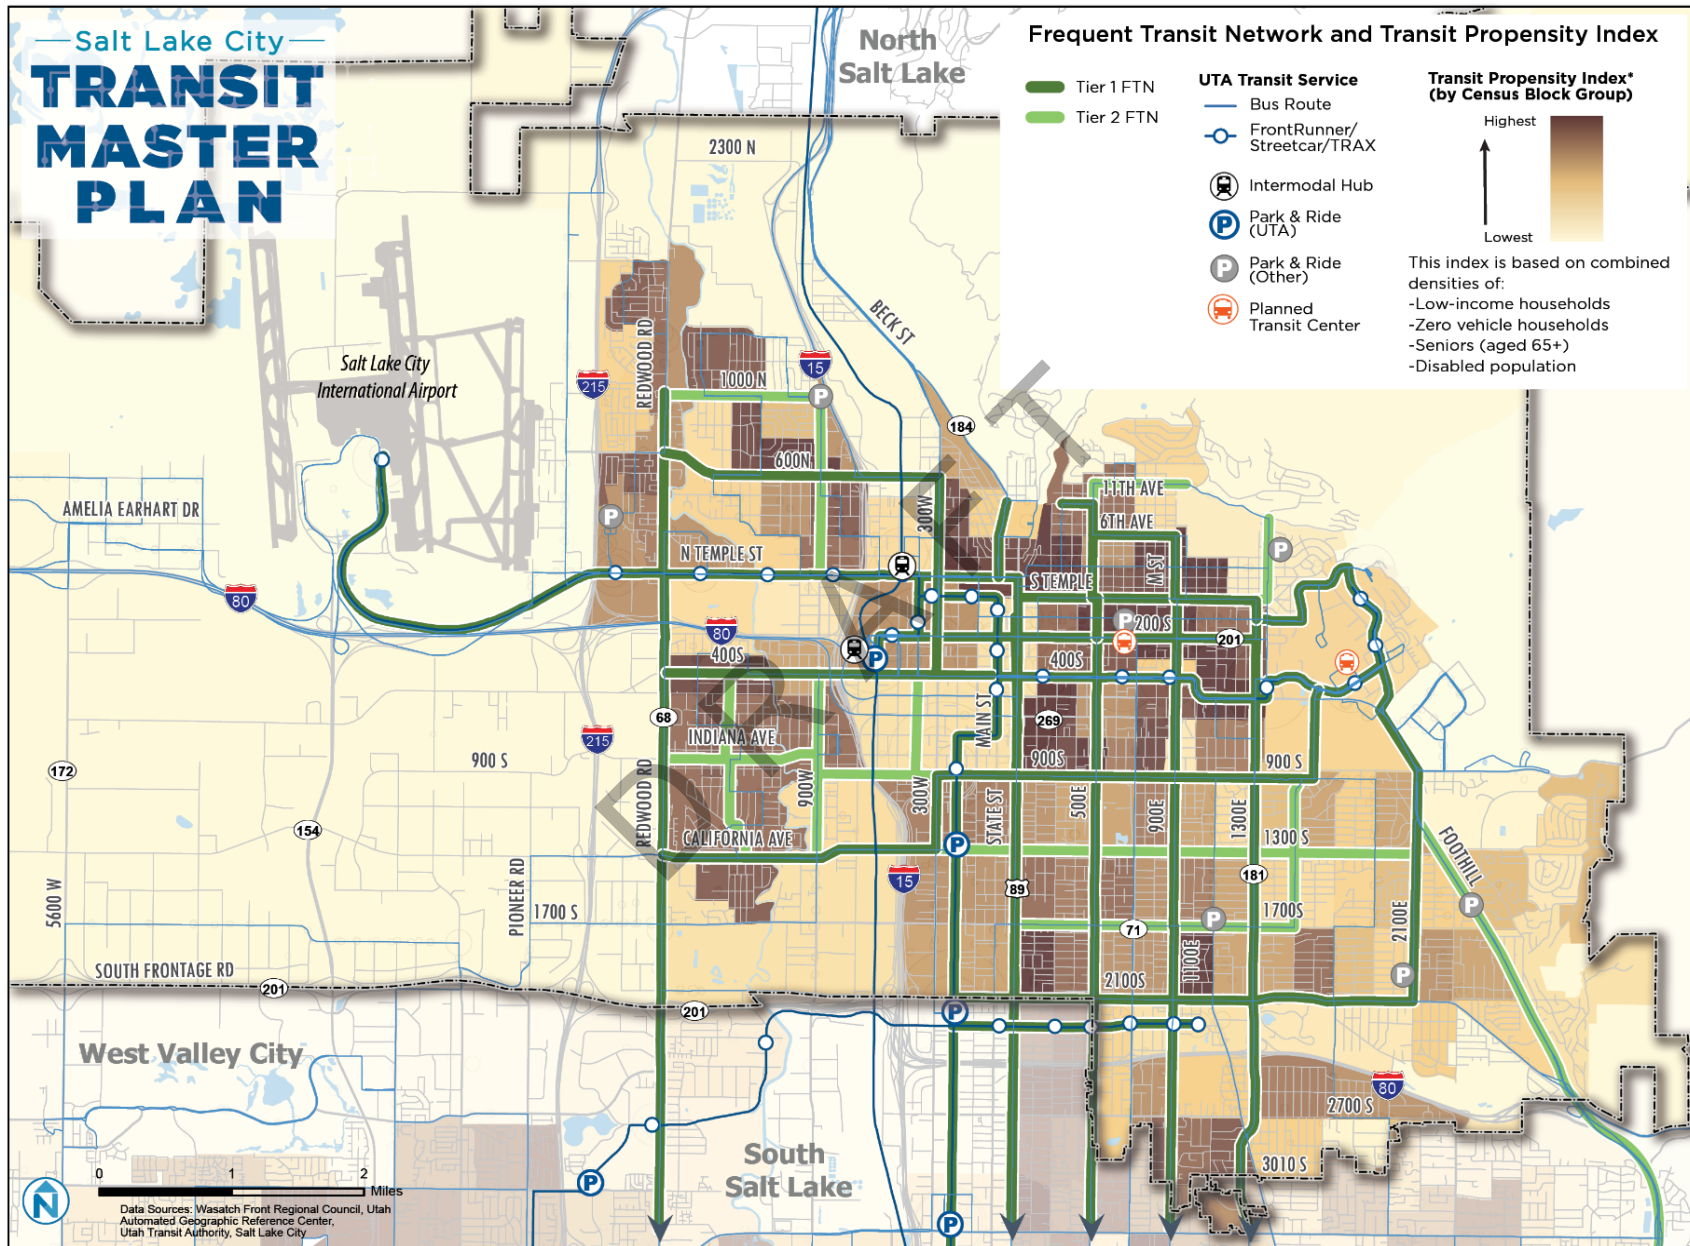 Salt Lake City
TRANSIT
MASTER
PLAN
Frequent Transit Network and Transit Propensity Index
Tier 1 FTN
Tier 2 FTN
UTA Transit Service
Bus Route
FrontRunner/
Streetcar/TRAX
Intermodal Hub
P
Park & Ride
(UTA)
P
Park & Ride
(Other)
Planned
Transit Center
Transit Propensity Index*
(by Census Block Group)
Highest
Lowest
This index is based on combined
densities of:
-Low-income households
-Zero vehicle households
-Seniors (aged 65+)
-Disabled population
North
Salt Lake
2300 N
BECK ST
REDWOOD RD
Salt Lake City
International Airport
215
15
1000 N
P
184
600N
300W
11TH AVE
6TH AVE
AMELIA EARHART DR
P
N TEMPLE ST
S TEMPLE
M ST
P
80
80
P
200 S
201
400S
400S
P
68
MAIN ST
269
INDIANA AVE
215
900 S
900S
900 S
172
REDWOOD RD
900W
300W
STATE ST
500E
900E
1300E
154
CALIFORNIA AVE
P
1300 S
FOOTHILL
5600 W
PIONEER RD
15
89
181
1700 S
1700S
P
P
71
2100E
1100E
SOUTH FRONTAGE RD
2100S
P
201
201
P
West Valley City
80
2700 S
South
Salt Lake
3010 S
P
P
DRAFT
0 1 2
Miles
N
Data Sources: Wasatch Front Regional Council, Utah
Automated Geographic Reference Center,
Utah Transit Authority, Salt Lake City